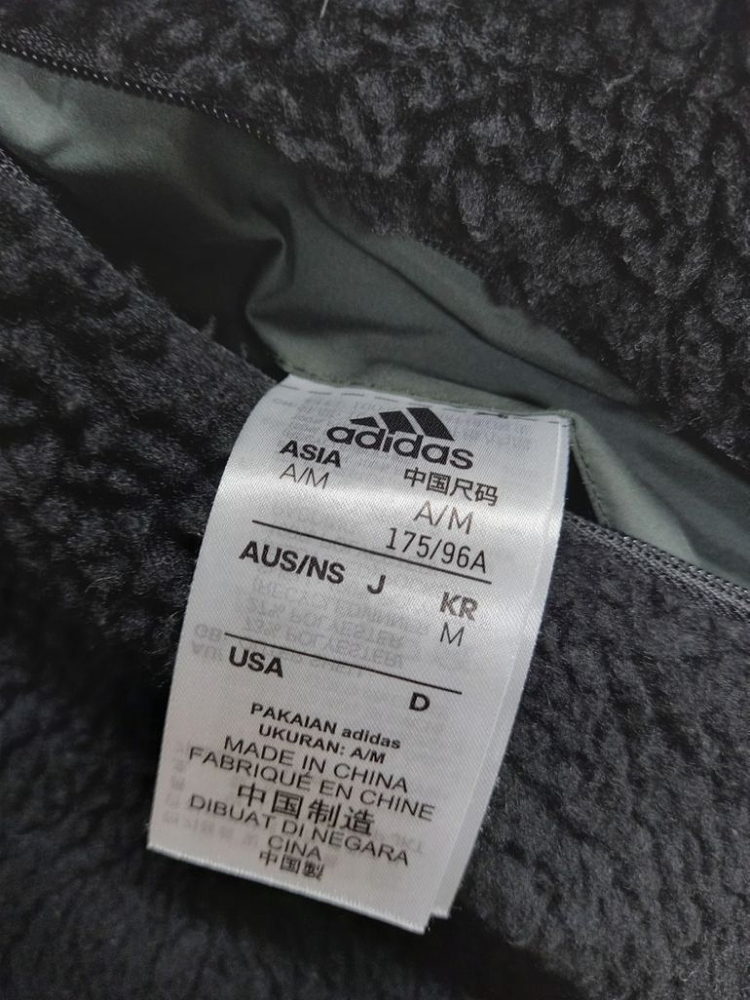 adidas
ASIA 中国尺码
A/M A/M
175/96A
AUS/NS J KR
M
USA D
PAKAIAN adidas
UKURAN: A/M
MADE IN CHINA
FABRIQUÉ EN CHINE
中国制造
DIBUAT DI NEGARA
CINA
中国製